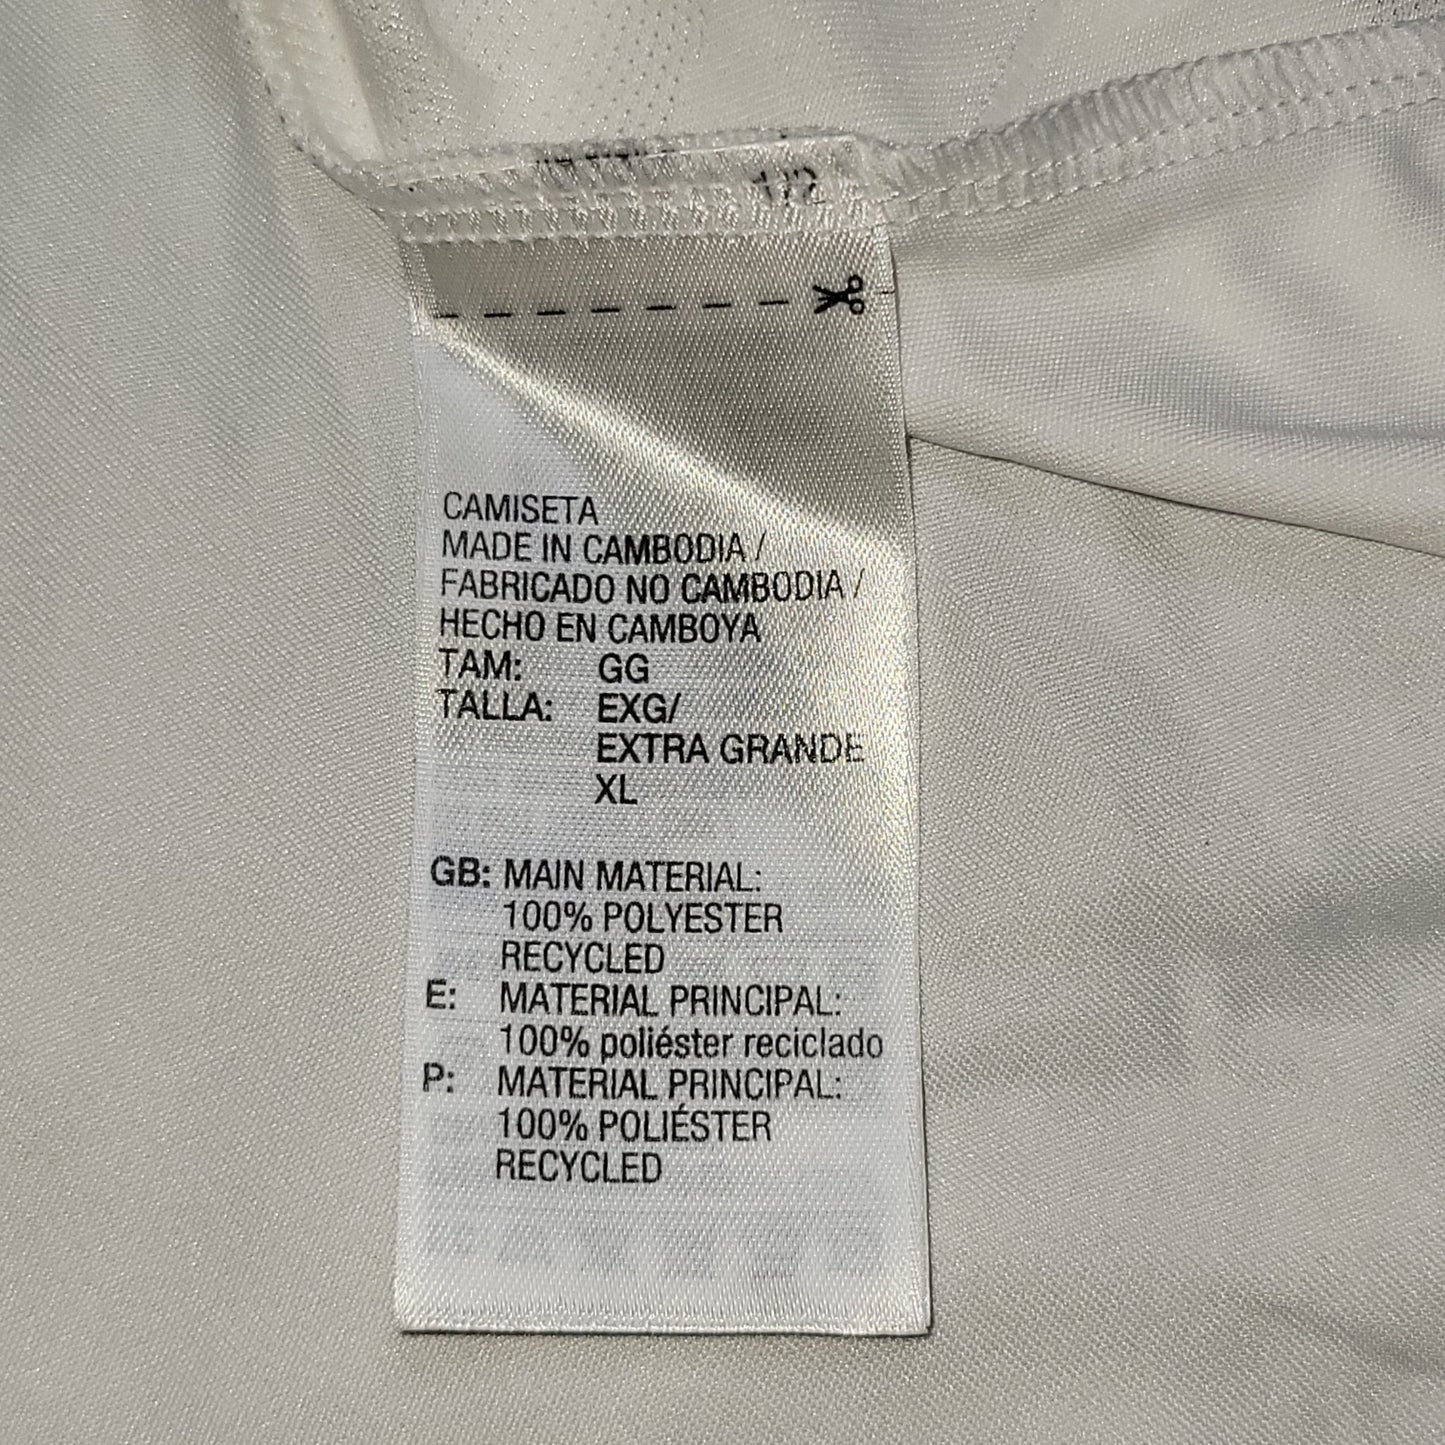 CAMISETA
MADE IN CAMBODIA /
FABRICADO NO CAMBODIA /
HECHO EN CAMBOYA
TAM: GG
TALLA: EXG/
EXTRA GRANDE
XL
GB: MAIN MATERIAL:
100% POLYESTER
RECYCLED
E: MATERIAL PRINCIPAL:
100% poliéster reciclado
P: MATERIAL PRINCIPAL:
100% POLIÉSTER
RECYCLED